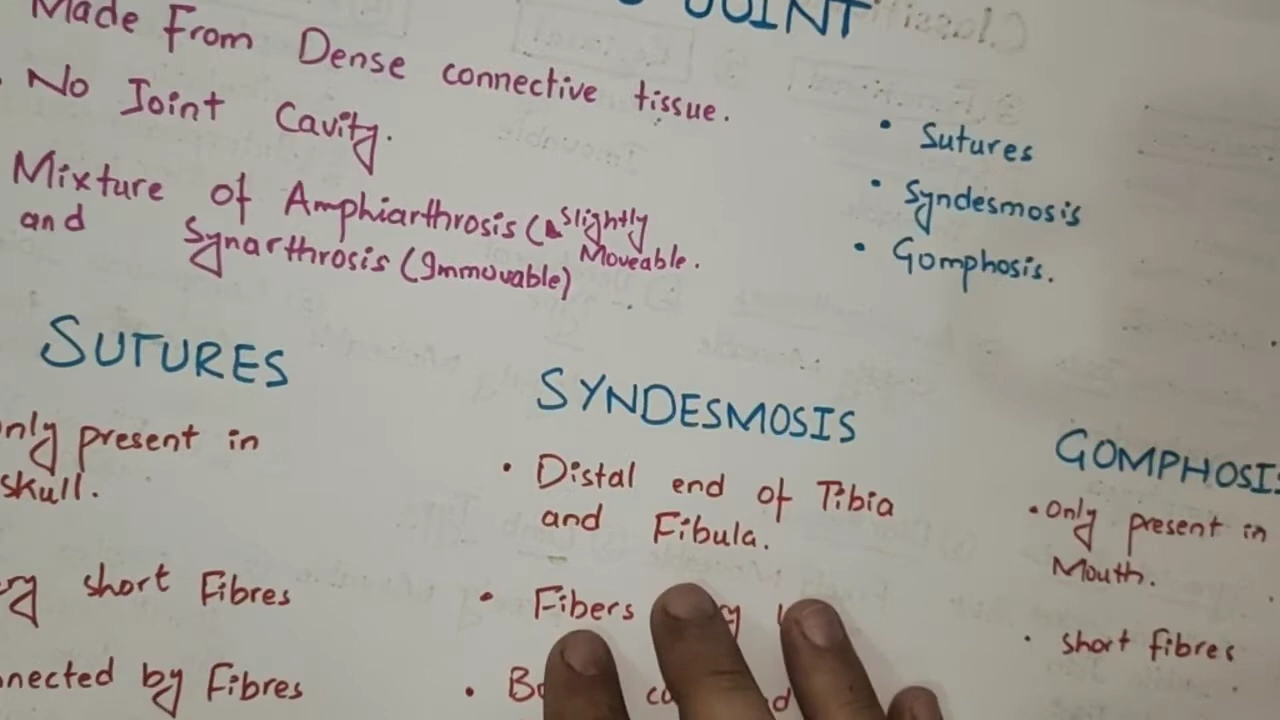 JOINT
Made From Dense connective tissue.
No Joint Cavity.
Mixture of Amphiarthrosis (Slightly Moveable.
and Synarthrosis (Immovable)
• Sutures
• Syndesmosis
• Gomphosis.
SUTURES
only present in
skull.
short Fibres
nected by Fibres
SYNDESMOSIS
• Distal end of Tibia
and Fibula.
• Fibers
•
GOMPHOSIS
• Only present in
Mouth.
• short fibres